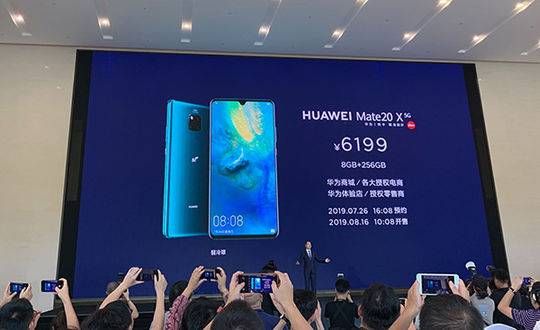 HUAWEI Mate20 X 5G
¥6199
8GB+256GB
华为商城/各大授权电商
华为体验店/授权零售商
2019.07.26 16:08 预约
2019.08.16 10:08 开售
08:08
HUAWEI